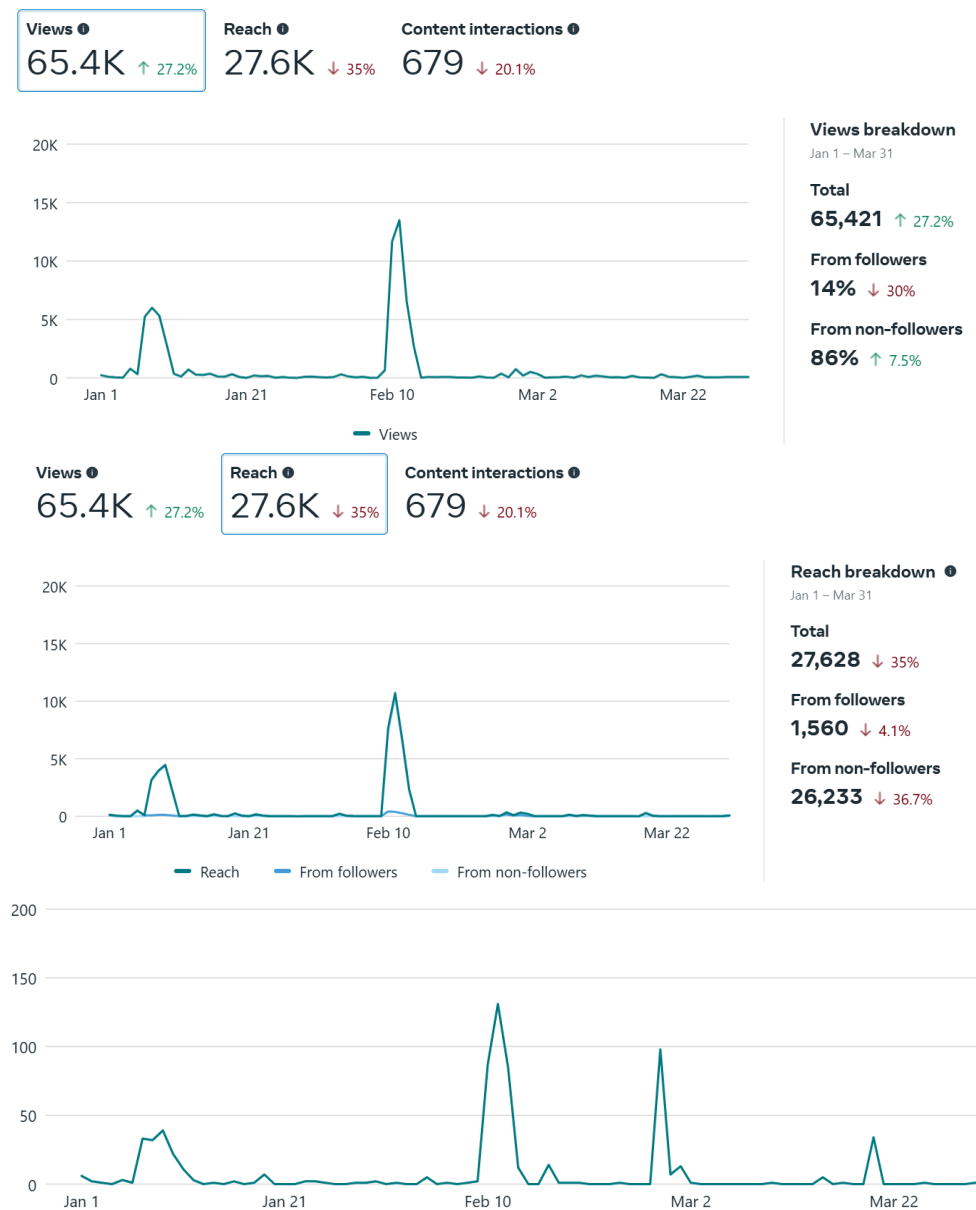 Views Reach Content interactions
65.4K ↑ 27.2% 27.6K ↓ 35% 679 ↓ 20.1%
Views breakdown
Jan 1 – Mar 31
Total
65,421 ↑ 27.2%
From followers
14% ↓ 30%
From non-followers
86% ↑ 7.5%
20K
15K
10K
5K
0
Jan 1 Jan 21 Feb 10 Mar 2 Mar 22
Views
Views Reach Content interactions
65.4K ↑ 27.2% 27.6K ↓ 35% 679 ↓ 20.1%
Reach breakdown
Jan 1 – Mar 31
Total
27,628 ↓ 35%
From followers
1,560 ↓ 4.1%
From non-followers
26,233 ↓ 36.7%
20K
15K
10K
5K
0
Jan 1 Jan 21 Feb 10 Mar 2 Mar 22
Reach From followers From non-followers
200
150
100
50
0
Jan 1 Jan 21 Feb 10 Mar 2 Mar 22